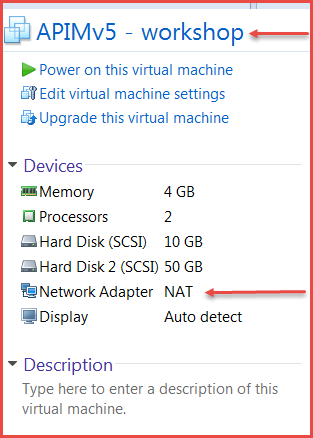 APIMv5 - workshop
Power on this virtual machine
Edit virtual machine settings
Upgrade this virtual machine
Devices
Memory 4 GB
Processors 2
Hard Disk (SCSI) 10 GB
Hard Disk 2 (SCSI) 50 GB
Network Adapter NAT
Display Auto detect
Description
Type here to enter a description of this
virtual machine.